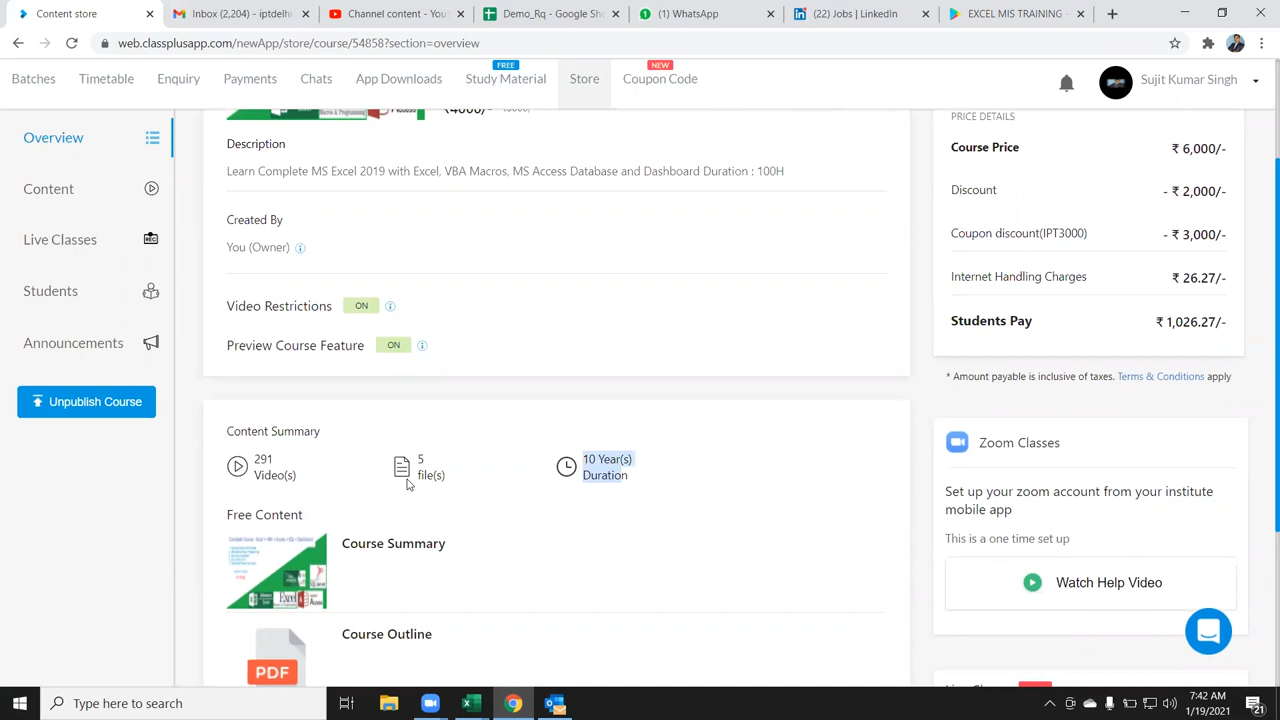 Content store
Inbox (2,204) - iptdelhi
Channel content - You
Demo_Rq - Google She
(1) WhatsApp
(22) Jobs | LinkedIn
EXCEL MIS TRAINING -
web.classplusapp.com/newApp/store/course/54858?section=overview
FREE
NEW
Batches
Timetable
Enquiry
Payments
Chats
App Downloads
Study Material
Store
Coupon Code
Sujit Kumar Singh
Overview
Content
Live Classes
REC
Students
Announcements
Unpublish Course
Description
Learn Complete MS Excel 2019 with Excel, VBA Macros, MS Access Database and Dashboard Duration : 100H
Created By
You (Owner)
Video Restrictions ON
Preview Course Feature ON
Content Summary
291
Video(s)
5
file(s)
10 Year(s)
Duration
Free Content
Course Summary
Excel
Access
Course Outline
PDF
PRICE DETAILS
Course Price ₹ 6,000/-
Discount - ₹ 2,000/-
Coupon discount(IPT3000) - ₹ 3,000/-
Internet Handling Charges ₹ 26.27/-
Students Pay ₹ 1,026.27/-
* Amount payable is inclusive of taxes. Terms & Conditions apply
Zoom Classes
Set up your zoom account from your institute
mobile app
This is a one time set up
Watch Help Video
Type here to search
7:42 AM
1/19/2021
21